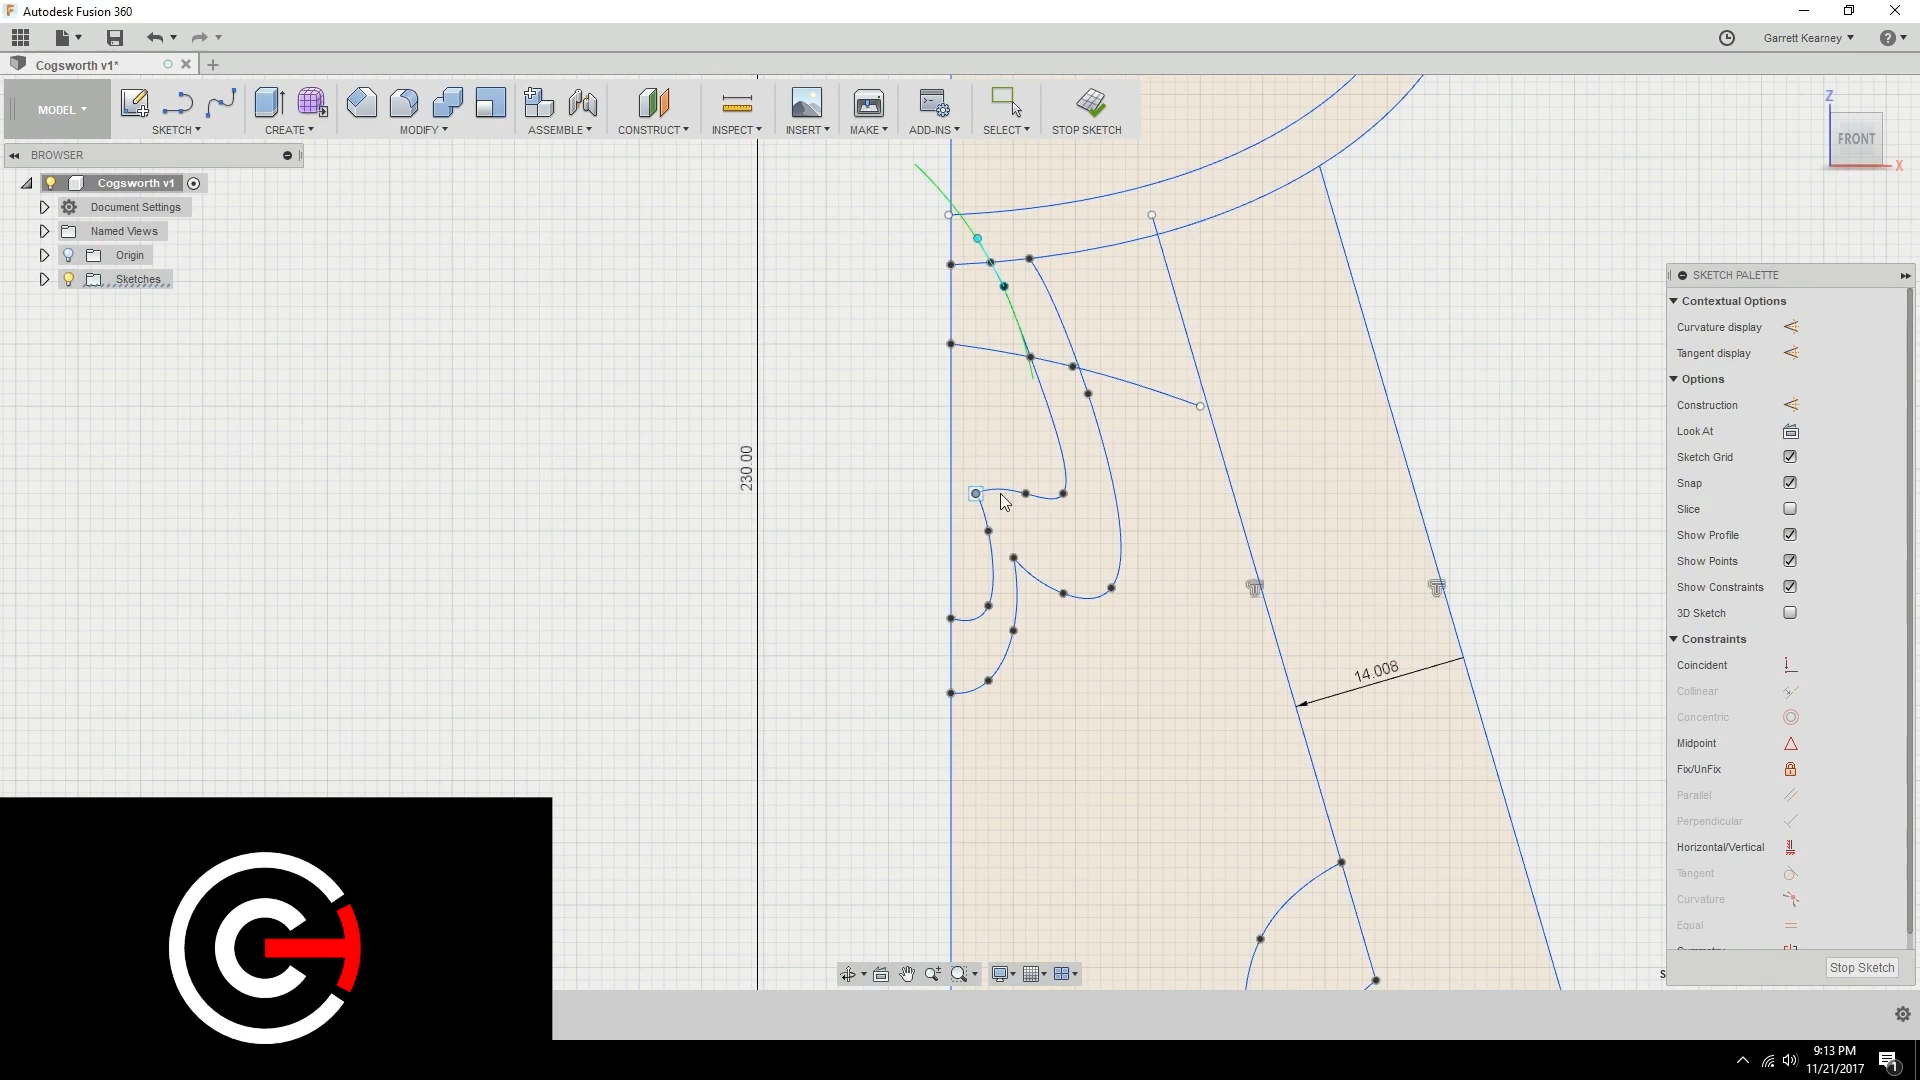 Autodesk Fusion 360
Garrett Kearney
Cogsworth v1*
MODEL
SKETCH
CREATE
MODIFY
ASSEMBLE
CONSTRUCT
INSPECT
INSERT
MAKE
ADD-INS
SELECT
STOP SKETCH
BROWSER
Cogsworth v1
Document Settings
Named Views
Origin
Sketches
Z
FRONT
X
230.00
14.008
SKETCH PALETTE
Contextual Options
Curvature display
Tangent display
Options
Construction
Look At
Sketch Grid
Snap
Slice
Show Profile
Show Points
Show Constraints
3D Sketch
Constraints
Coincident
Collinear
Concentric
Midpoint
Fix/UnFix
Parallel
Perpendicular
Horizontal/Vertical
Tangent
Curvature
Equal
Stop Sketch
9:13 PM
11/21/2017
1